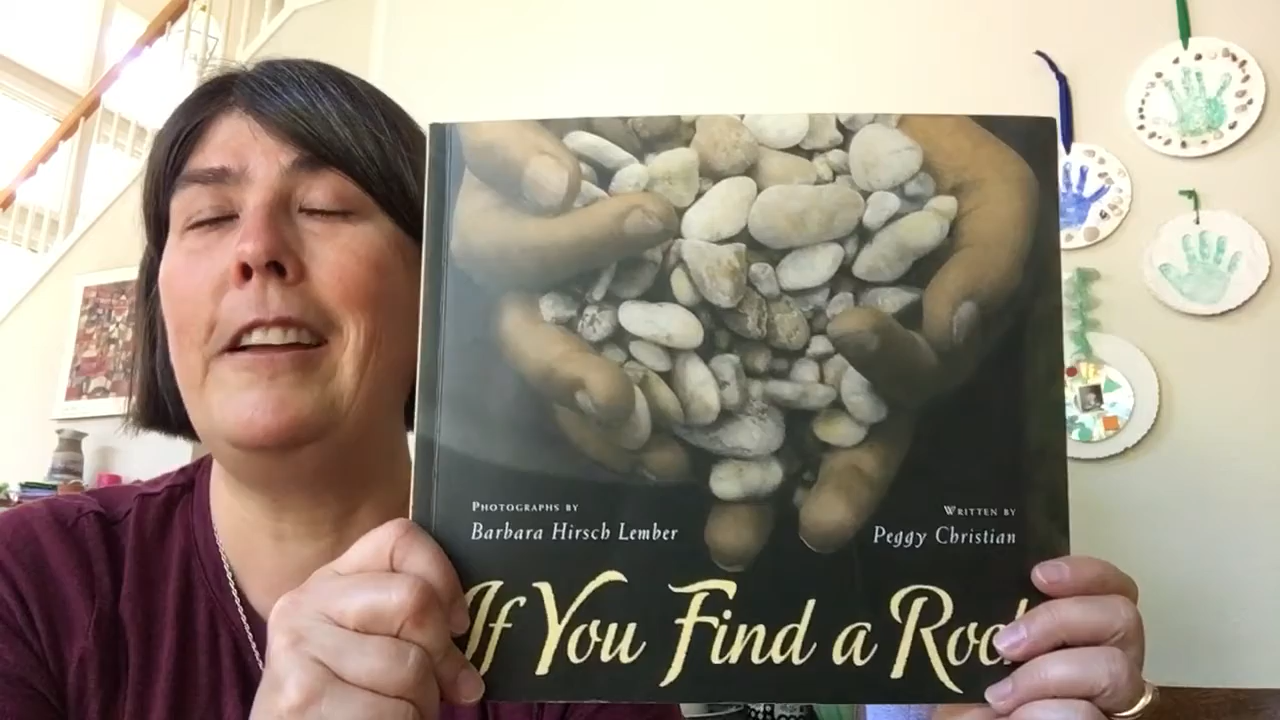 PHOTOGRAPHS BY
Barbara Hirsch Lember
WRITTEN BY
Peggy Christian
If You Find a Rock